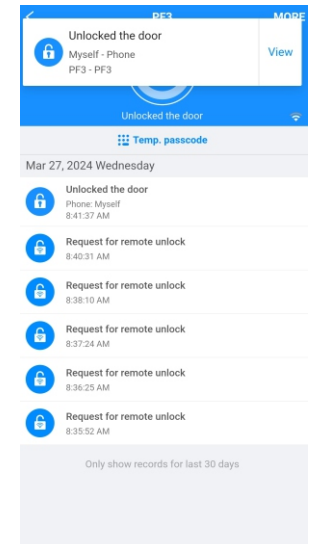 PF3
MORE
Unlocked the door
Myself - Phone
PF3 - PF3
View
Unlocked the door
Temp. passcode
Mar 27, 2024 Wednesday
Unlocked the door
Phone: Myself
8:41:37 AM
Request for remote unlock
8:40:31 AM
Request for remote unlock
8:38:10 AM
Request for remote unlock
8:37:24 AM
Request for remote unlock
8:36:25 AM
Request for remote unlock
8:35:52 AM
Only show records for last 30 days